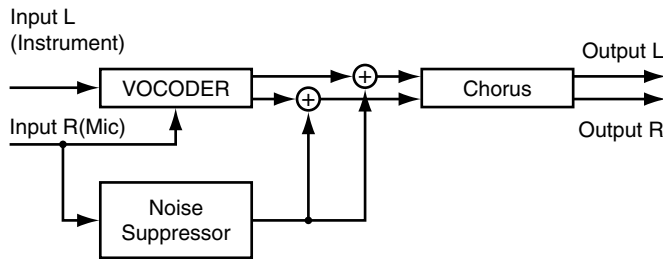 Input L
(Instrument)
Output L
VOCODER
+
+
Chorus
Input R(Mic)
Output R
Noise
Suppressor